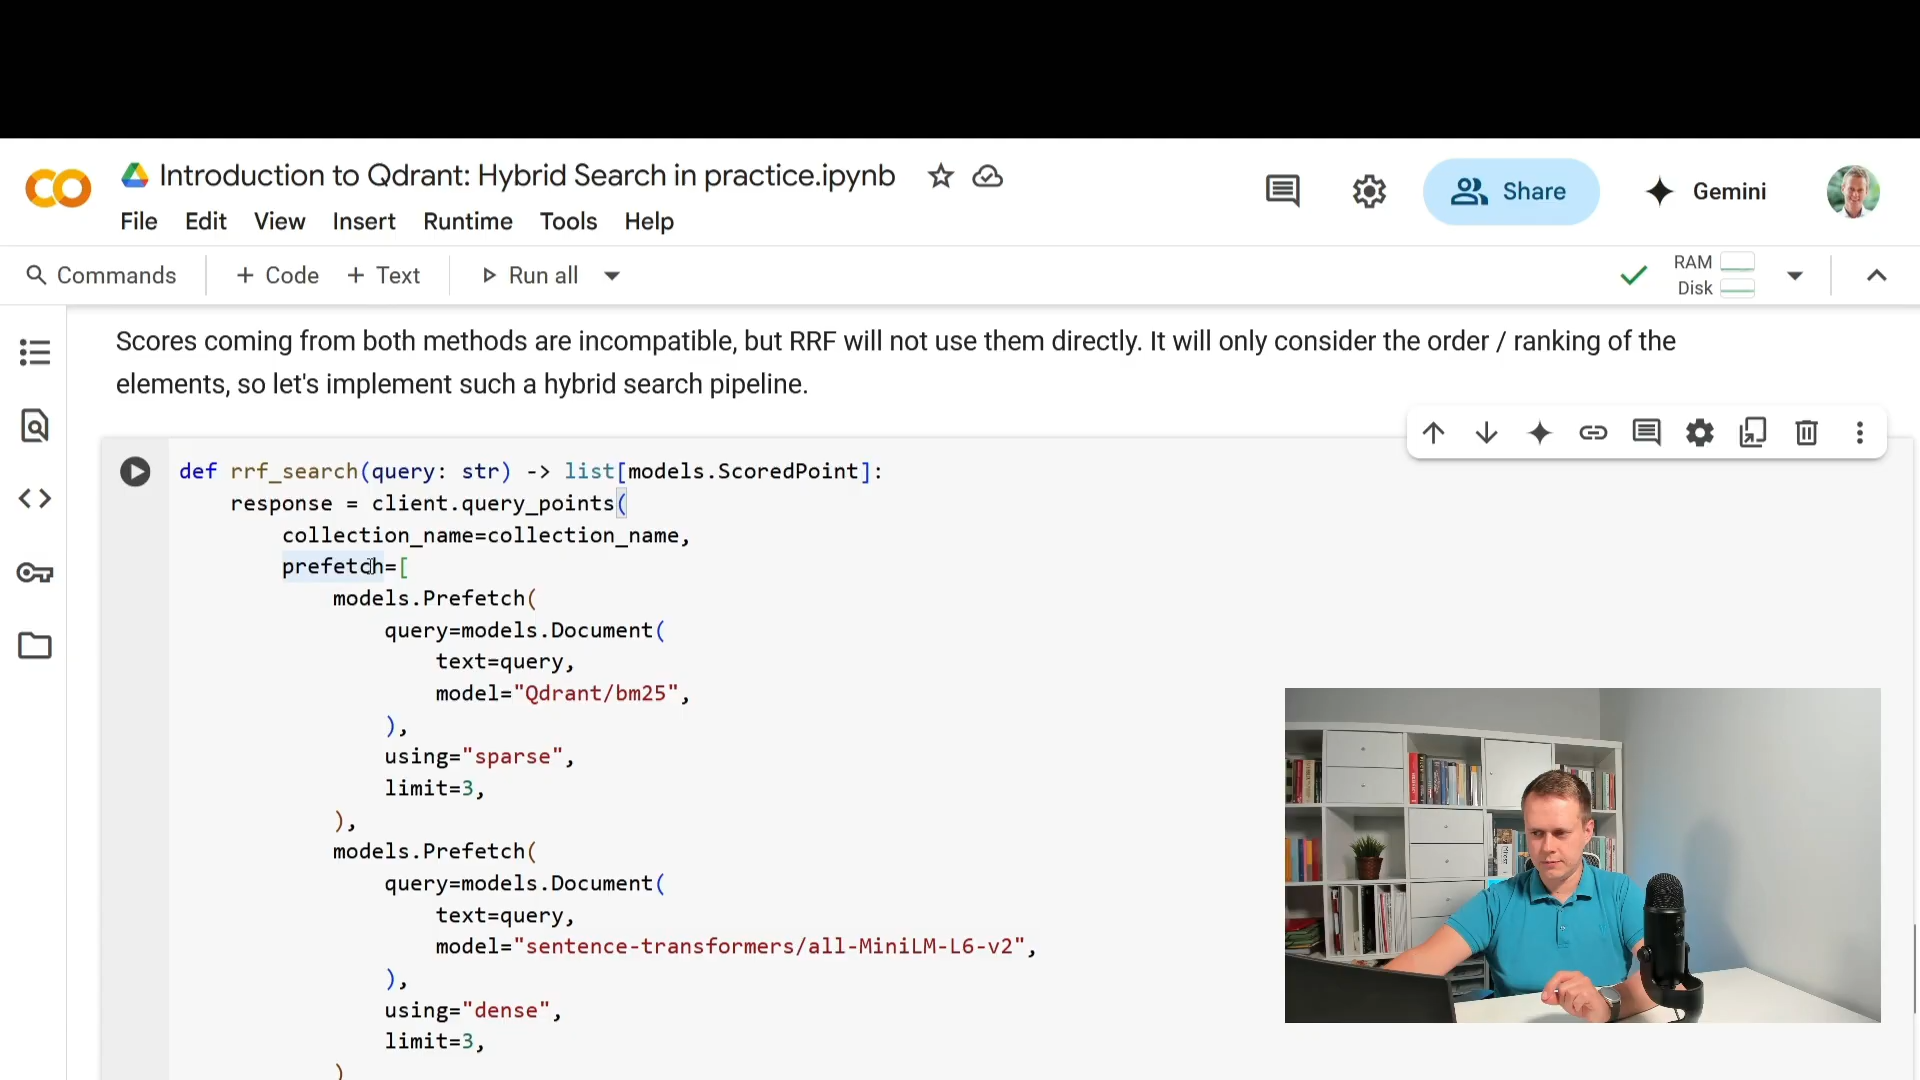 Introduction to Qdrant: Hybrid Search in practice.ipynb
File Edit View Insert Runtime Tools Help
Share
Gemini
Commands + Code + Text Run all
RAM
Disk
Scores coming from both methods are incompatible, but RRF will not use them directly. It will only consider the order / ranking of the
elements, so let's implement such a hybrid search pipeline.
def rrf_search(query: str) -> list[models.ScoredPoint]:
response = client.query_points(
collection_name=collection_name,
prefetch=[
models.Prefetch(
query=models.Document(
text=query,
model="Qdrant/bm25",
),
using="sparse",
limit=3,
),
models.Prefetch(
query=models.Document(
text=query,
model="sentence-transformers/all-MiniLM-L6-v2",
),
using="dense",
limit=3,
)